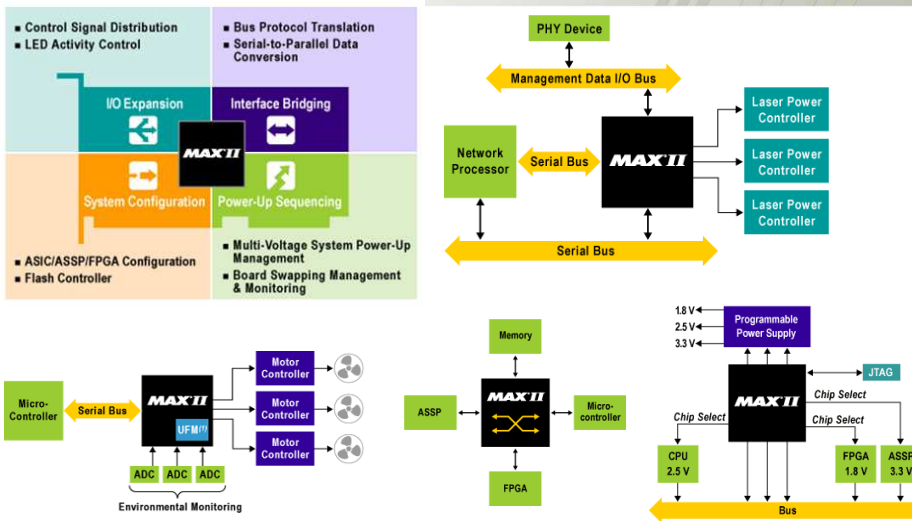 ■ Control Signal Distribution
■ LED Activity Control
■ Bus Protocol Translation
■ Serial-to-Parallel Data
Conversion
I/O Expansion
Interface Bridging
MAX II
System Configuration
Power-Up Sequencing
■ ASIC/ASSP/FPGA Configuration
■ Flash Controller
■ Multi-Voltage System Power-Up
Management
■ Board Swapping Management
& Monitoring
PHY Device
Management Data I/O Bus
Network
Processor
Serial Bus
MAX II
Laser Power
Controller
Laser Power
Controller
Laser Power
Controller
Serial Bus
Micro-
Controller
Serial Bus
MAX II
UFM(1)
Motor
Controller
Motor
Controller
Motor
Controller
ADC
ADC
ADC
Environmental Monitoring
Memory
ASSP
MAX II
Micro-
controller
FPGA
1.8 V
2.5 V
3.3 V
Programmable
Power Supply
JTAG
MAX II
Chip Select
Chip Select
Chip Select
CPU
2.5 V
FPGA
1.8 V
ASSP
3.3 V
Bus